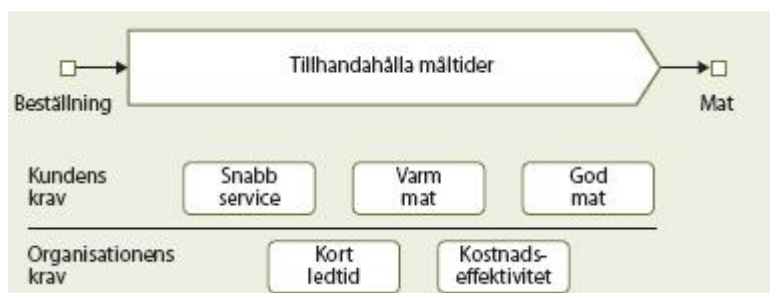 Tillhandahålla måltider
Beställning
Mat
Kundens
krav
Snabb
service
Varm
mat
God
mat
Organisationens
krav
Kort
ledtid
Kostnads-
effektivitet